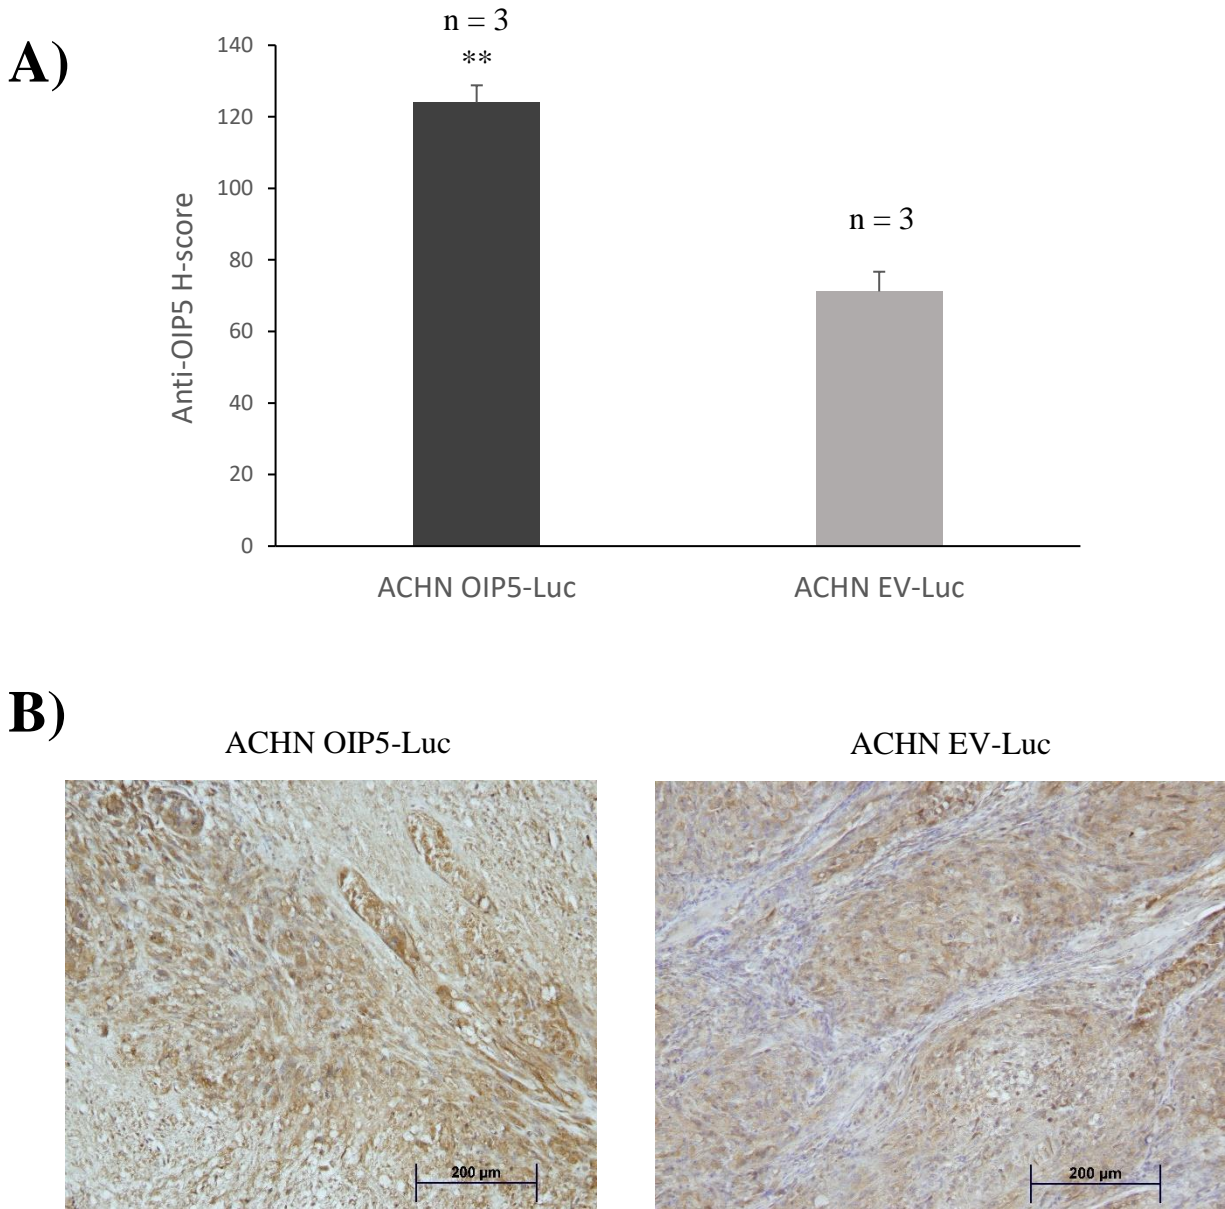 A)
n = 3
**
n = 3
140
120
100
80
60
40
20
0
Anti-OIP5 H-score
ACHN OIP5-Luc
ACHN EV-Luc
B)
ACHN OIP5-Luc
ACHN EV-Luc
200 µm
200 µm